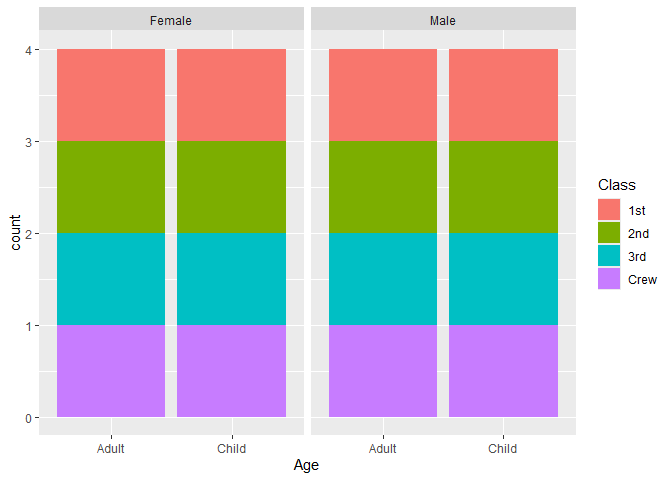 Female
Male
4
3
2
1
0
count
Adult
Child
Adult
Child
Age
Class
1st
2nd
3rd
Crew